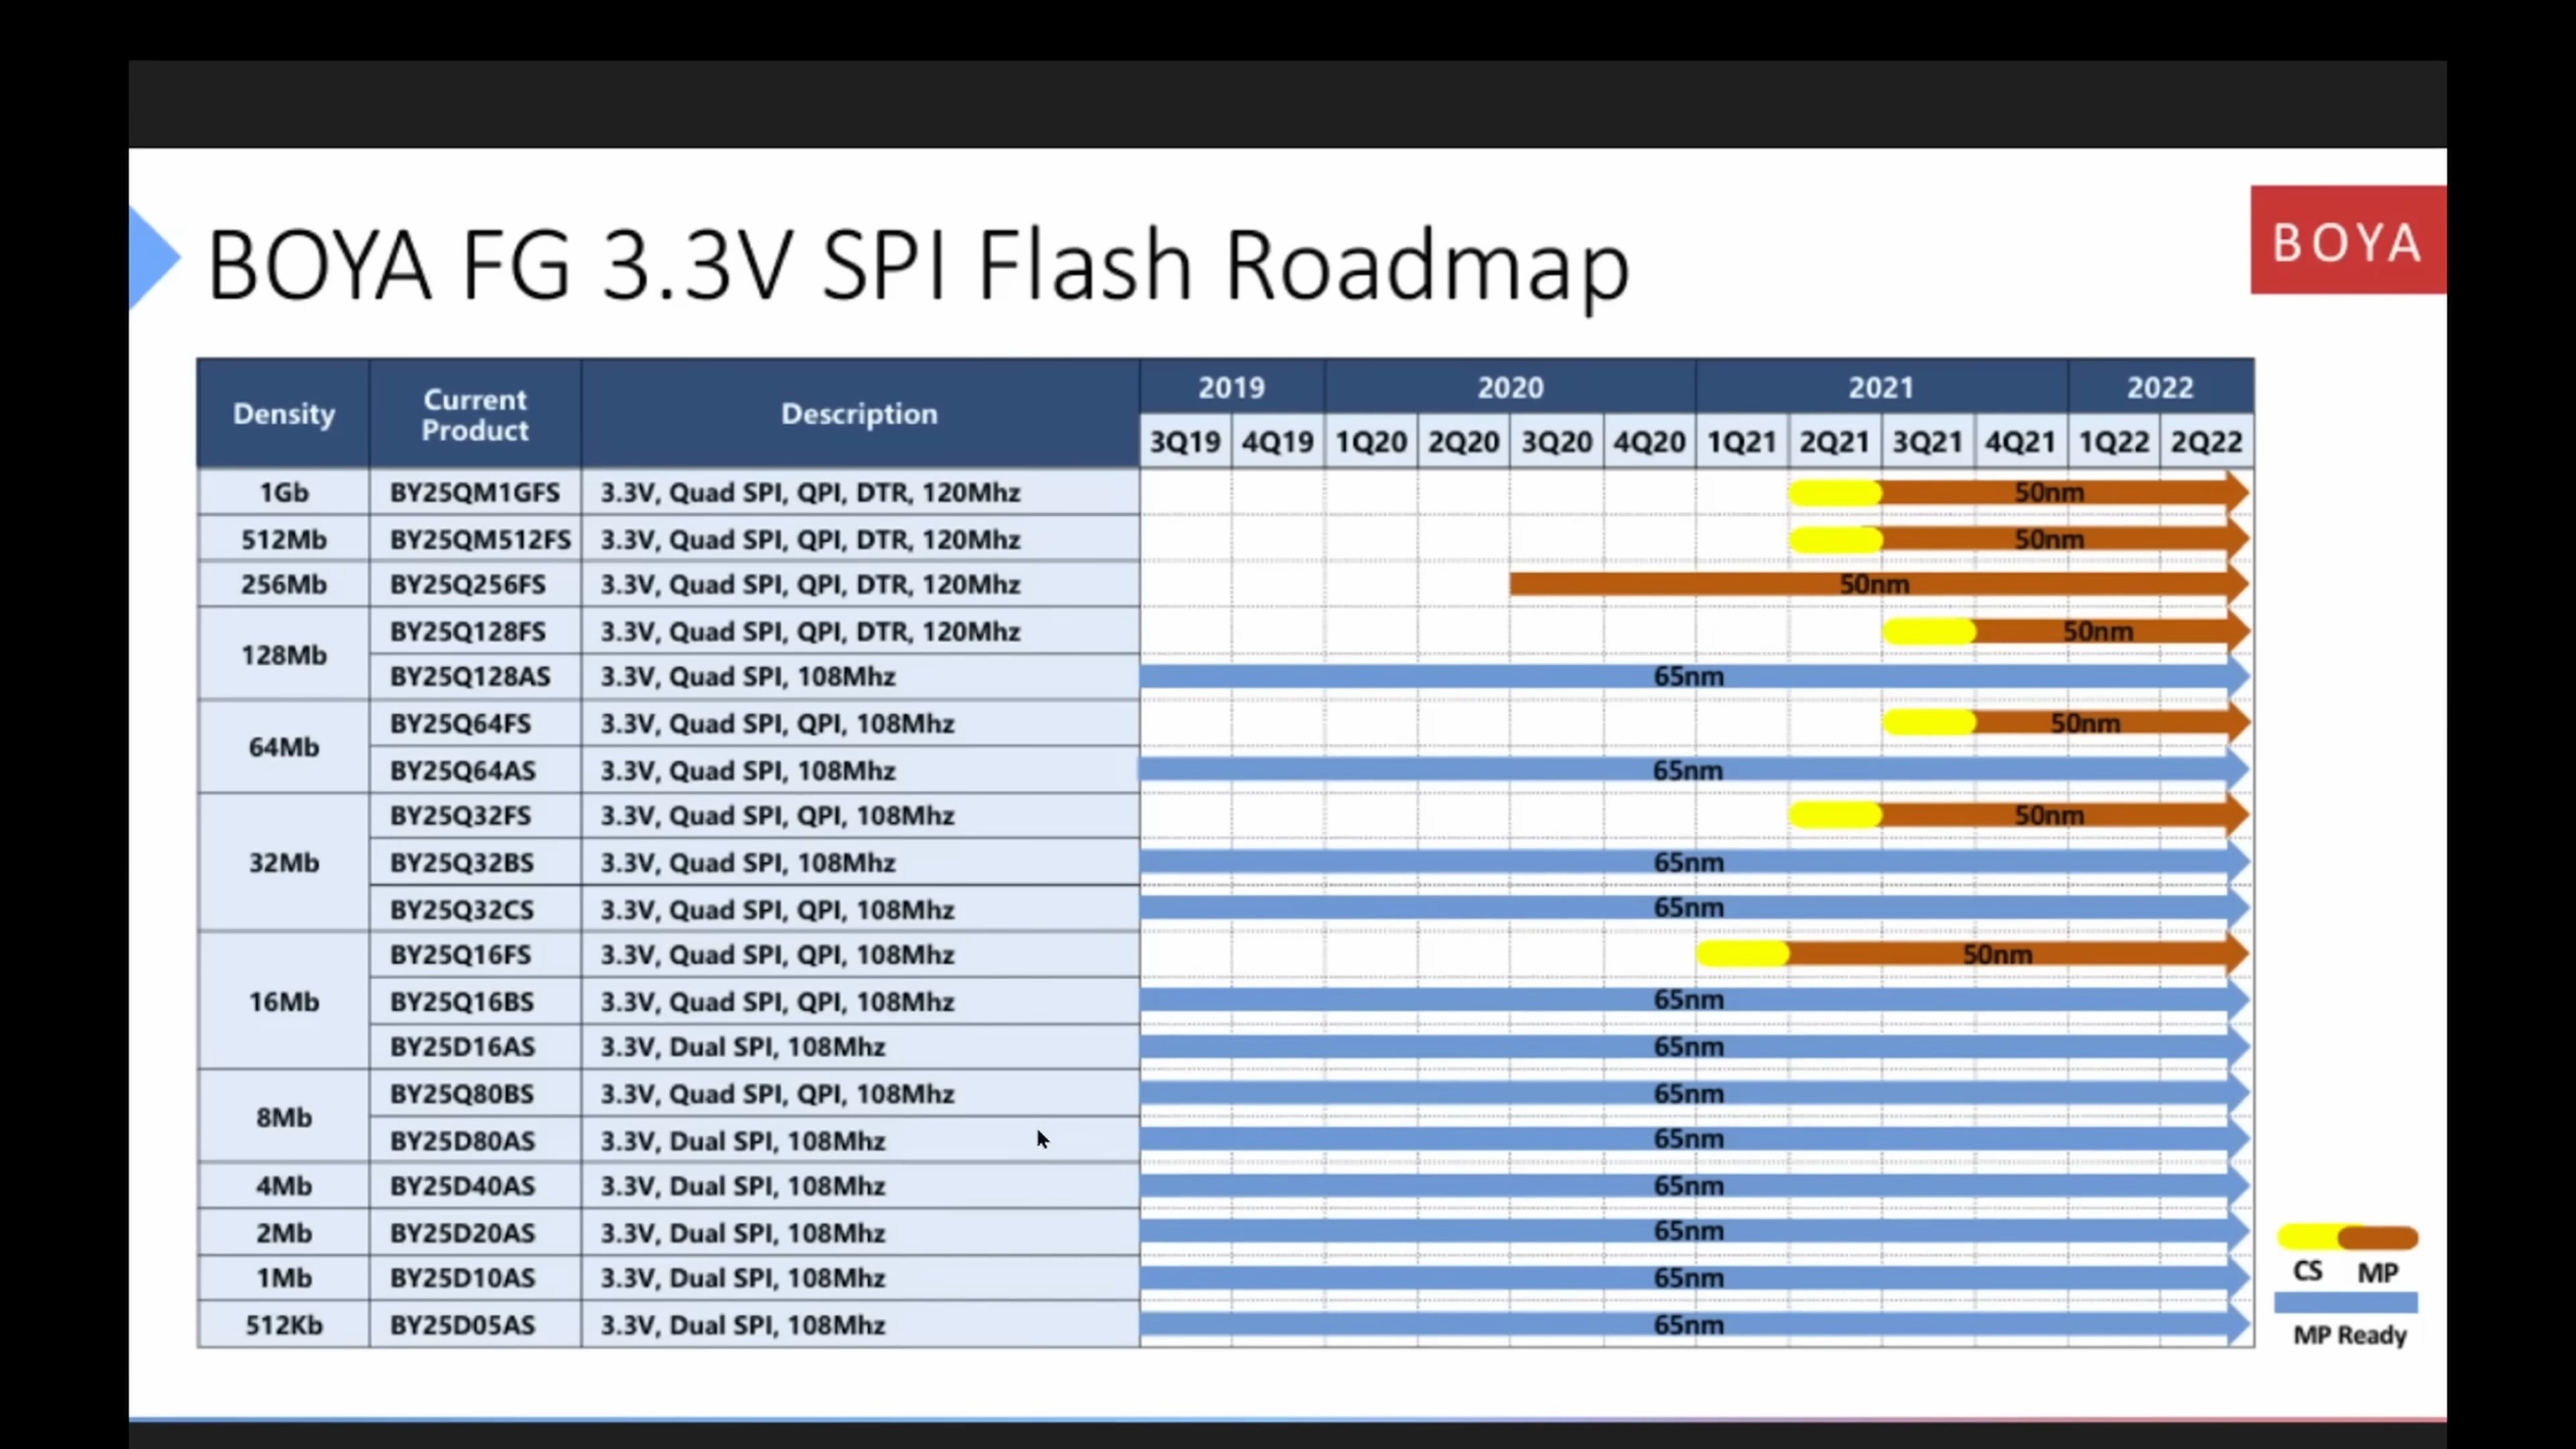 BOYA FG 3.3V SPI Flash Roadmap
BOYA
Density
Current
Product
Description
2019
2020
2021
2022
3Q19 4Q19 1Q20 2Q20 3Q20 4Q20 1Q21 2Q21 3Q21 4Q21 1Q22 2Q22
1Gb BY25QM1GFS 3.3V, Quad SPI, QPI, DTR, 120Mhz 50nm
512Mb BY25QM512FS 3.3V, Quad SPI, QPI, DTR, 120Mhz 50nm
256Mb BY25Q256FS 3.3V, Quad SPI, QPI, DTR, 120Mhz 50nm
128Mb
BY25Q128FS 3.3V, Quad SPI, QPI, DTR, 120Mhz 50nm
BY25Q128AS 3.3V, Quad SPI, 108Mhz 65nm
64Mb
BY25Q64FS 3.3V, Quad SPI, QPI, 108Mhz 50nm
BY25Q64AS 3.3V, Quad SPI, 108Mhz 65nm
32Mb
BY25Q32FS 3.3V, Quad SPI, QPI, 108Mhz 50nm
BY25Q32BS 3.3V, Quad SPI, 108Mhz 65nm
BY25Q32CS 3.3V, Quad SPI, QPI, 108Mhz 65nm
16Mb
BY25Q16FS 3.3V, Quad SPI, QPI, 108Mhz 50nm
BY25Q16BS 3.3V, Quad SPI, QPI, 108Mhz 65nm
BY25D16AS 3.3V, Dual SPI, 108Mhz 65nm
8Mb
BY25Q80BS 3.3V, Quad SPI, QPI, 108Mhz 65nm
BY25D80AS 3.3V, Dual SPI, 108Mhz 65nm
4Mb BY25D40AS 3.3V, Dual SPI, 108Mhz 65nm
2Mb BY25D20AS 3.3V, Dual SPI, 108Mhz 65nm
1Mb BY25D10AS 3.3V, Dual SPI, 108Mhz 65nm
512Kb BY25D05AS 3.3V, Dual SPI, 108Mhz 65nm
CS MP
MP Ready